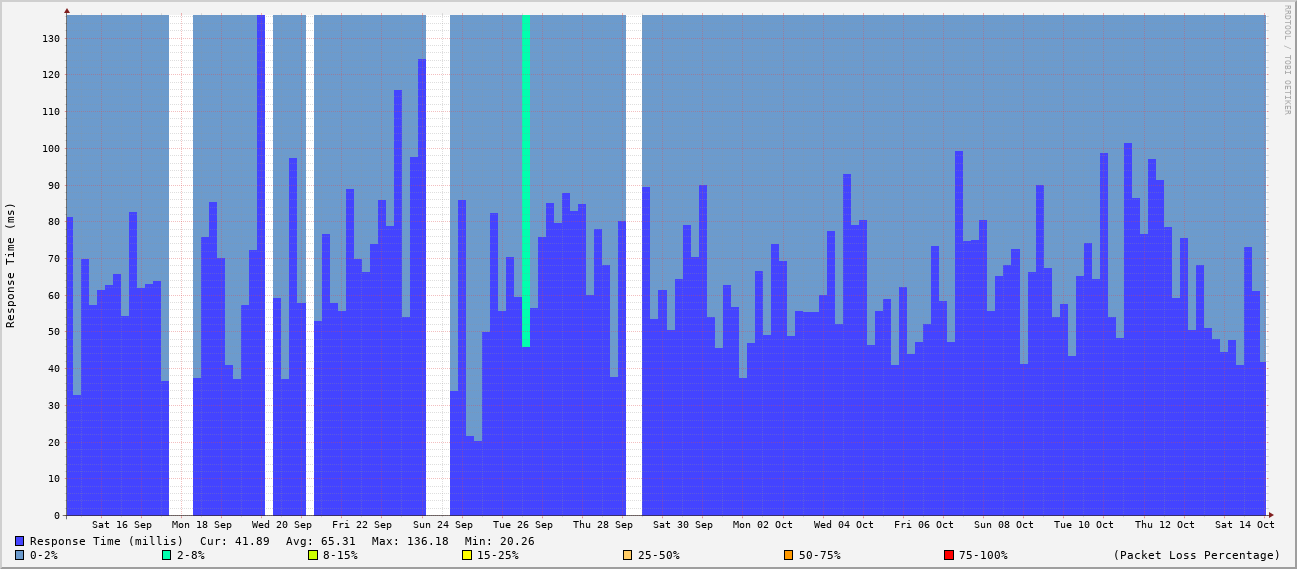 RRDTOOL / TOBI OETIKER
Response Time (ms)
130
120
110
100
90
80
70
60
50
40
30
20
10
0
Sat 16 Sep Mon 18 Sep Wed 20 Sep Fri 22 Sep Sun 24 Sep Tue 26 Sep Thu 28 Sep Sat 30 Sep Mon 02 Oct Wed 04 Oct Fri 06 Oct Sun 08 Oct Tue 10 Oct Thu 12 Oct Sat 14 Oct
Response Time (millis) Cur: 41.89 Avg: 65.31 Max: 136.18 Min: 20.26
0-2% 2-8% 8-15% 15-25% 25-50% 50-75% 75-100% (Packet Loss Percentage)